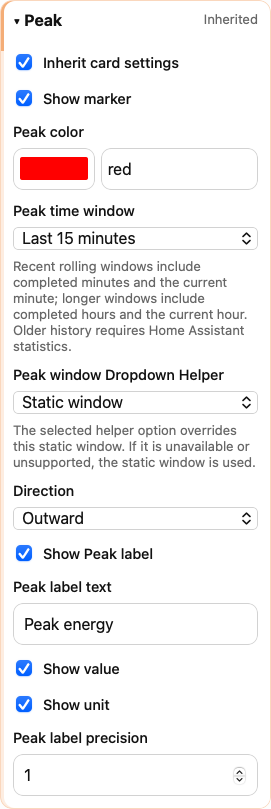 ▾ Peak Inherited
Inherit card settings
Show marker
Peak color
red
Peak time window
Last 15 minutes
Recent rolling windows include
completed minutes and the current
minute; longer windows include
completed hours and the current hour.
Older history requires Home Assistant
statistics.
Peak window Dropdown Helper
Static window
The selected helper option overrides
this static window. If it is unavailable or
unsupported, the static window is used.
Direction
Outward
Show Peak label
Peak label text
Peak energy
Show value
Show unit
Peak label precision
1